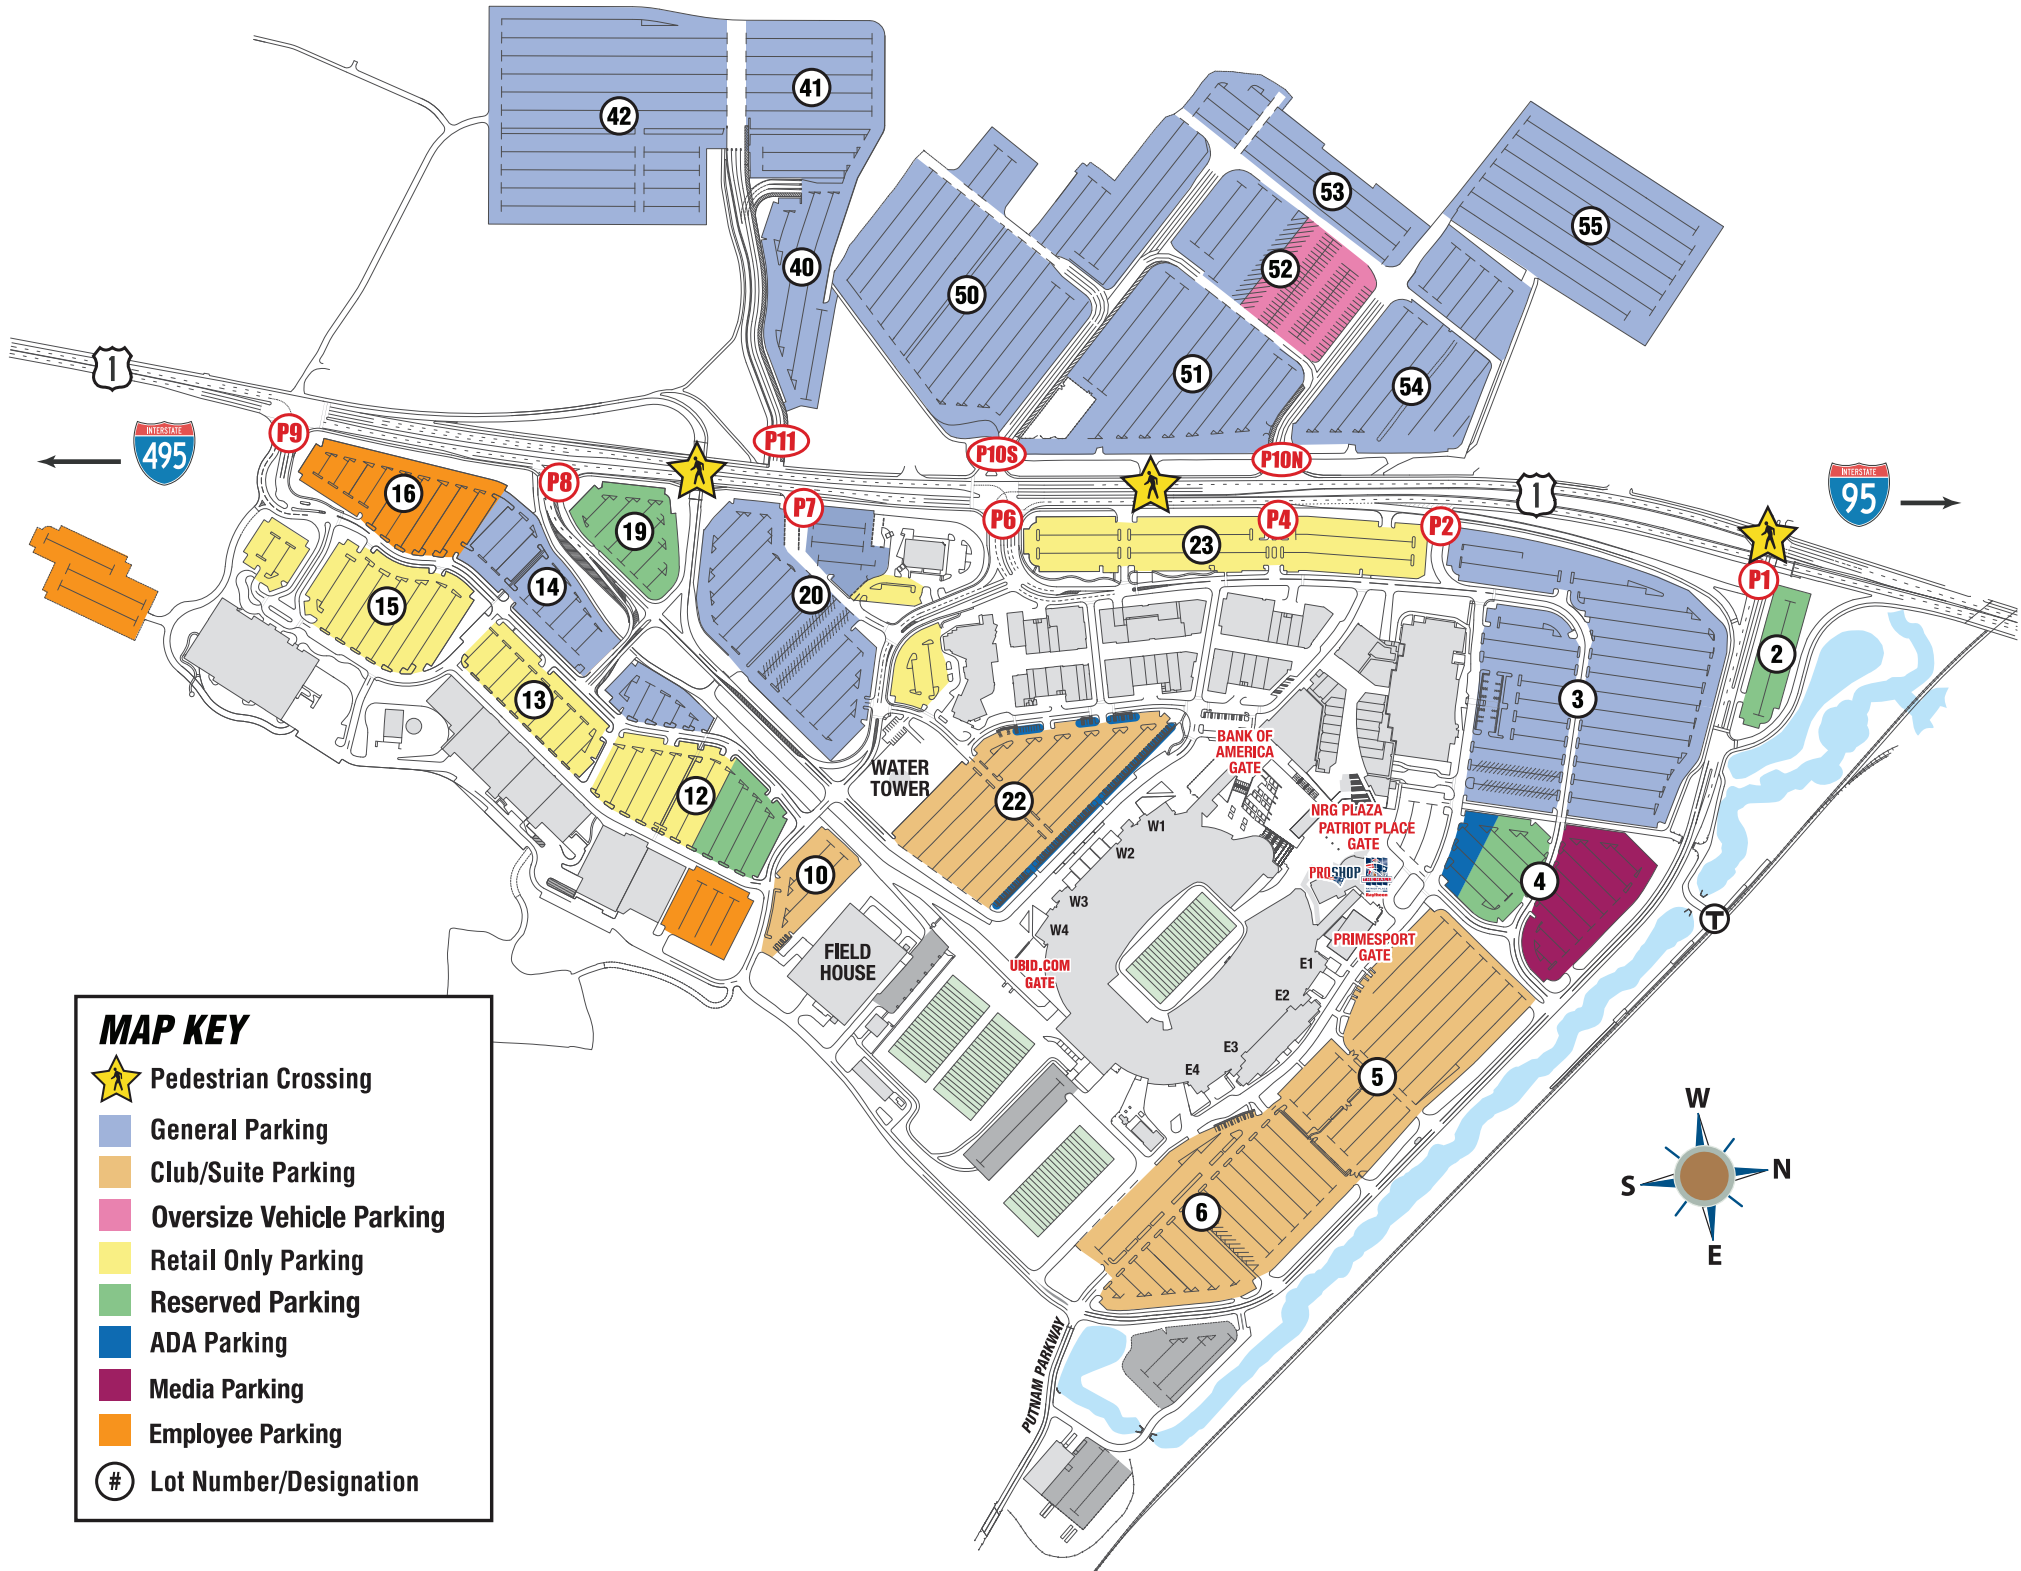 41
42
53
55
40
52
50
51
54
1
P9
INTERSTATE
495
P11
P10S
P10N
INTERSTATE
95
1
16
P8
P7
P6
P4
P2
19
23
P1
14
15
20
2
13
3
12
WATER
TOWER
22
BANK OF
AMERICA
GATE
NRG PLAZA
PATRIOT PLACE
GATE
W1
W2
W3
W4
10
PROSHOP
4
T
FIELD
HOUSE
UBID.COM
GATE
PRIMESPORT
GATE
E1
E2
E3
E4
5
6
PUTNAM PARKWAY
W
N
S
E
MAP KEY
Pedestrian Crossing
General Parking
Club/Suite Parking
Oversize Vehicle Parking
Retail Only Parking
Reserved Parking
ADA Parking
Media Parking
Employee Parking
# Lot Number/Designation